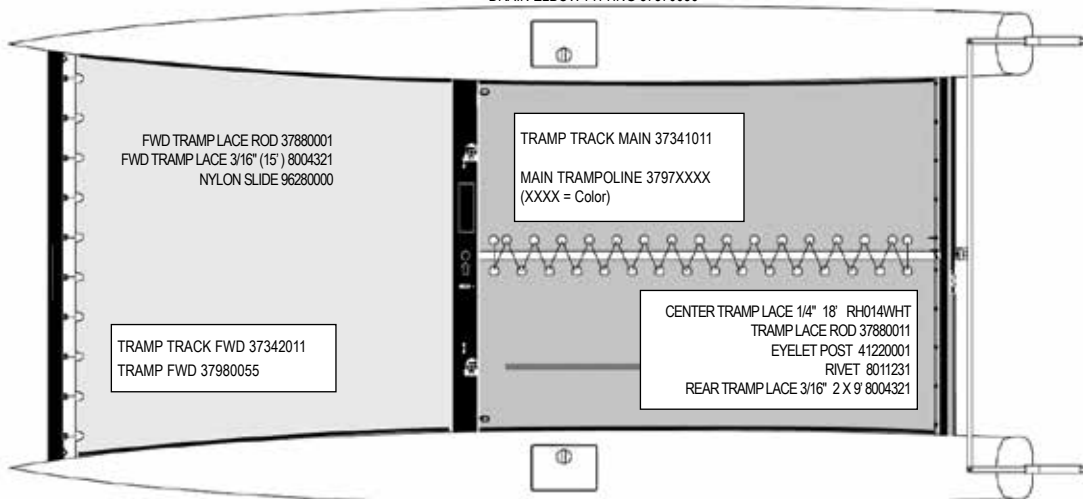 FWD TRAMP LACE ROD 37880001
FWD TRAMP LACE 3/16" (15') 8004321
NYLON SLIDE 96280000
TRAMP TRACK MAIN 37341011
MAIN TRAMPOLINE 3797XXXX
(XXXX = Color)
CENTER TRAMP LACE 1/4" 18' RH014WHT
TRAMP LACE ROD 37880011
EYELET POST 41220001
RIVET 8011231
REAR TRAMP LACE 3/16" 2 X 9' 8004321
TRAMP TRACK FWD 37342011
TRAMP FWD 37980055